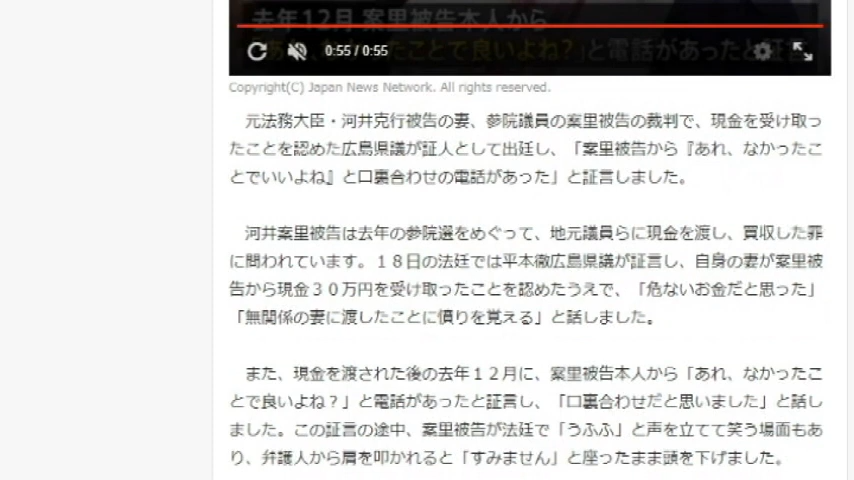 去年12月 案里被告本人から
たことで良いよね？」と電話があったと証言
0:55 / 0:55
Copyright(C) Japan News Network. All rights reserved.
元法務大臣・河井克行被告の妻、参院議員の案里被告の裁判で、現金を受け取っ
たことを認めた広島県議が証人として出廷し、「案里被告から『あれ、なかったこ
とでいいよね』と口裏合わせの電話があった」と証言しました。
河井案里被告は去年の参院選をめぐって、地元議員らに現金を渡し、買収した罪
に問われています。１８日の法廷では平本徹広島県議が証言し、自身の妻が案里被
告から現金３０万円を受け取ったことを認めたうえで、「危ないお金だと思った」
「無関係の妻に渡したことに憤りを覚える」と話しました。
また、現金を渡された後の去年１２月に、案里被告本人から「あれ、なかったこ
とで良いよね？」と電話があったと証言し、「口裏合わせだと思いました」と話し
ました。この証言の途中、案里被告が法廷で「うふふ」と声を立てて笑う場面もあ
り、弁護人から肩を叩かれると「すみません」と座ったまま頭を下げました。